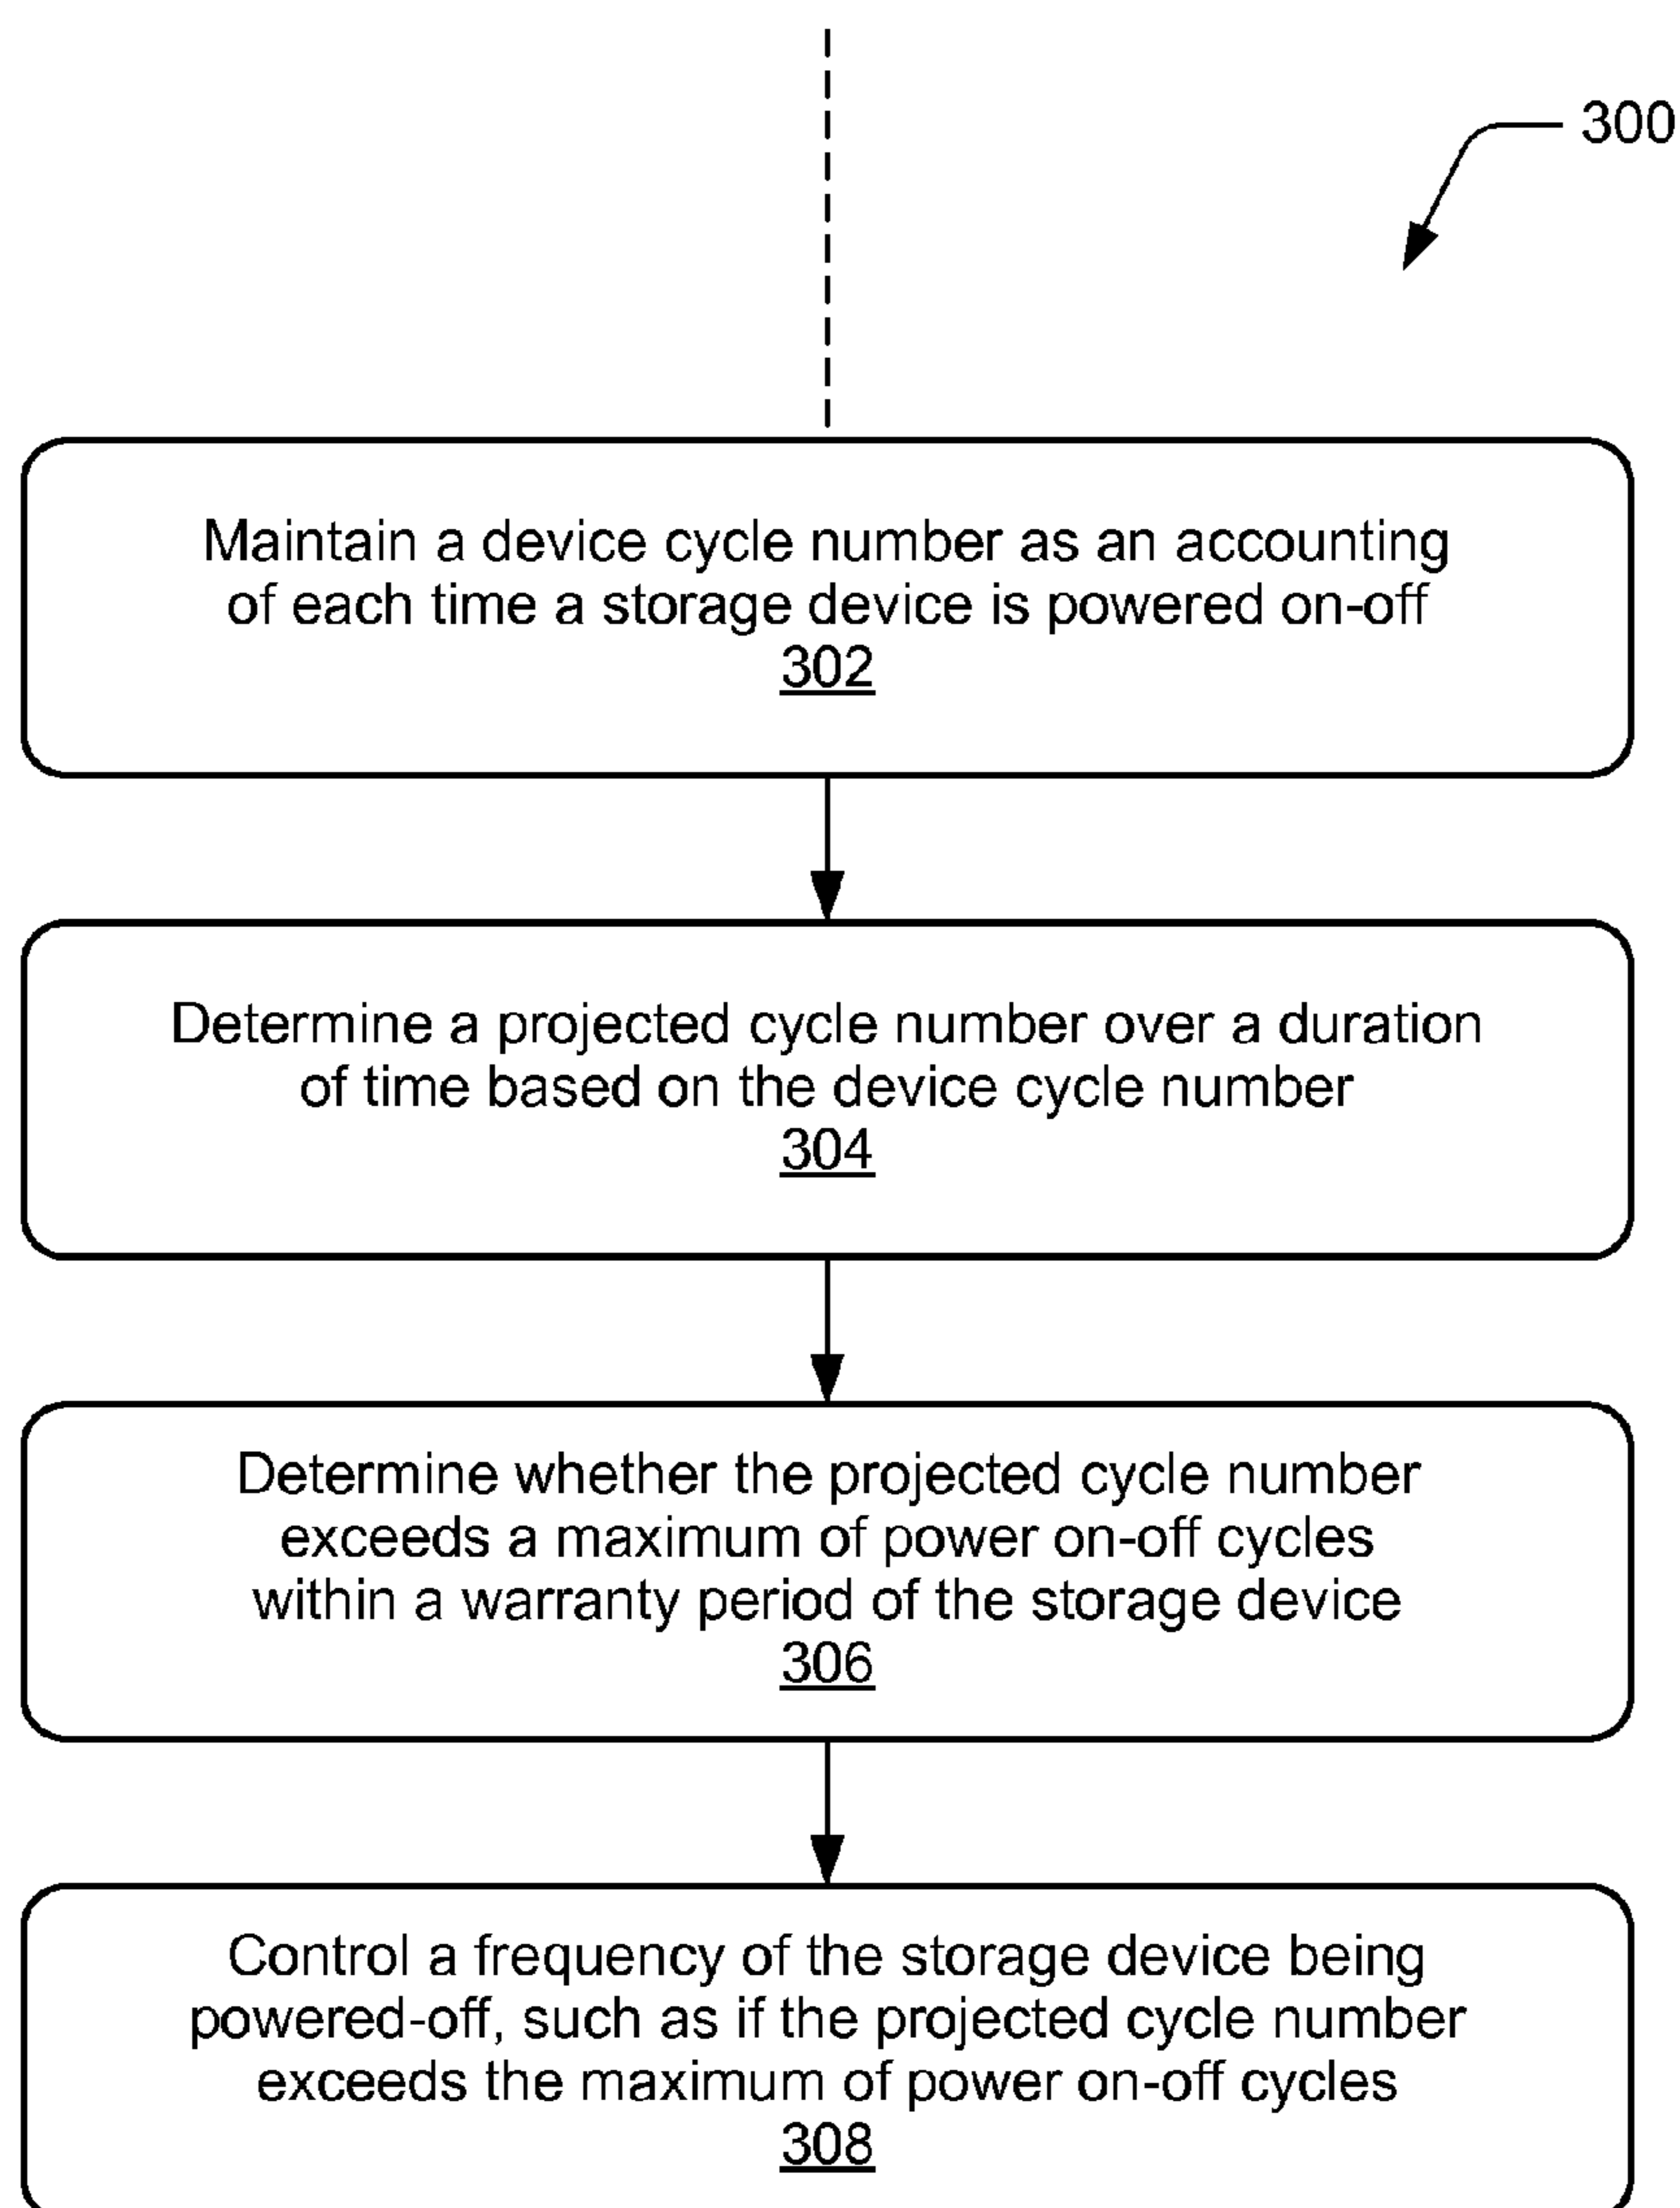 300
Maintain a device cycle number as an accounting
of each time a storage device is powered on-off
302
Determine a projected cycle number over a duration
of time based on the device cycle number
304
Determine whether the projected cycle number
exceeds a maximum of power on-off cycles
within a warranty period of the storage device
306
Control a frequency of the storage device being
powered-off, such as if the projected cycle number
exceeds the maximum of power on-off cycles
308